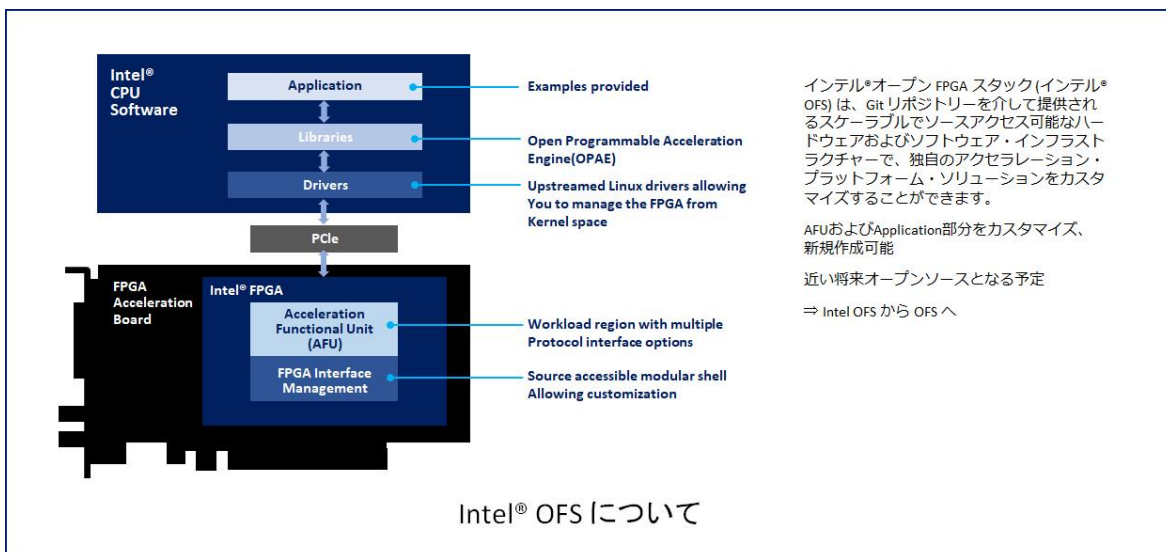 Intel®
CPU
Software
Application
Libraries
Drivers
Examples provided
Open Programmable Acceleration
Engine(OPAE)
Upstreamed Linux drivers allowing
You to manage the FPGA from
Kernel space
PCIe
FPGA
Acceleration
Board
Intel® FPGA
Acceleration
Functional Unit
(AFU)
FPGA Interface
Management
Workload region with multiple
Protocol interface options
Source accessible modular shell
Allowing customization
インテル®オープン FPGA スタック (インテル®
OFS) は、Git リポジトリーを介して提供され
るスケーラブルでソースアクセス可能なハー
ドウェアおよびソフトウェア・インフラスト
ラクチャーで、独自のアクセラレーション・
プラットフォーム・ソリューションをカスタ
マイズすることができます。
AFUおよびApplication部分をカスタマイズ、
新規作成可能
近い将来オープンソースとなる予定
⇒ Intel OFS から OFS へ
Intel® OFS について